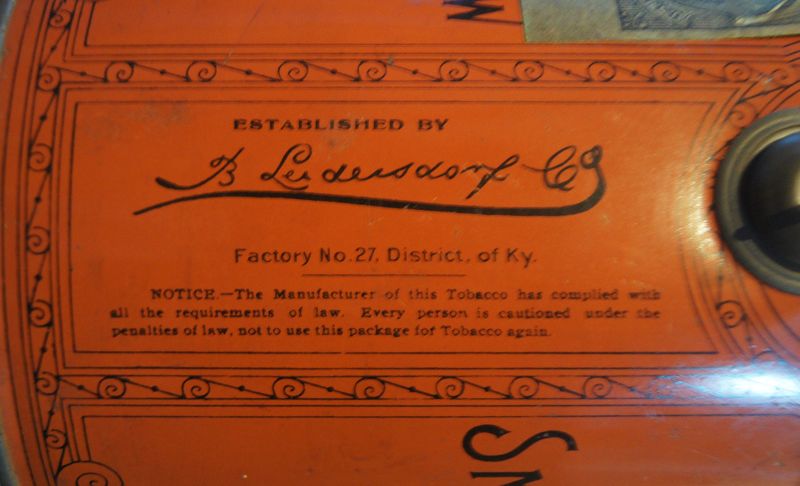 ESTABLISHED BY
B Leidersdorf Co
Factory No. 27, District, of Ky.
NOTICE.—The Manufacturer of this Tobacco has complied with
all the requirements of law. Every person is cautioned under the
penalties of law, not to use this package for Tobacco again.